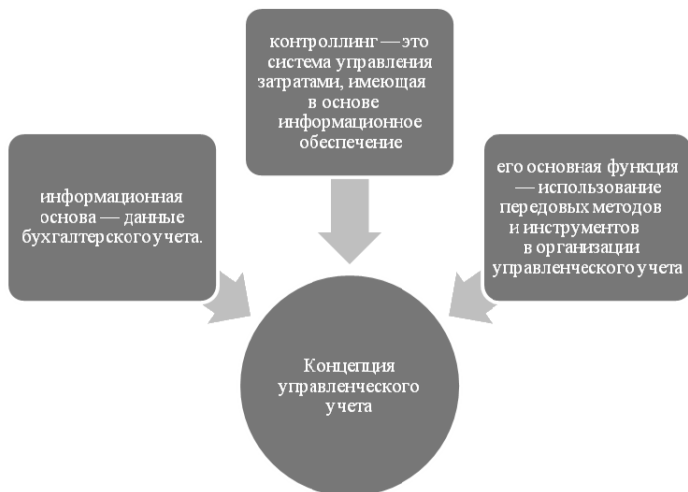 контроллинг — это
система управления
затратами, имеющая
в основе
информационное
обеспечение
информационная
основа — данные
бухгалтерского учета.
его основная функция
— использование
передовых методов
и инструментов
в организации
управленческого учета
Концепция
управленческого
учета